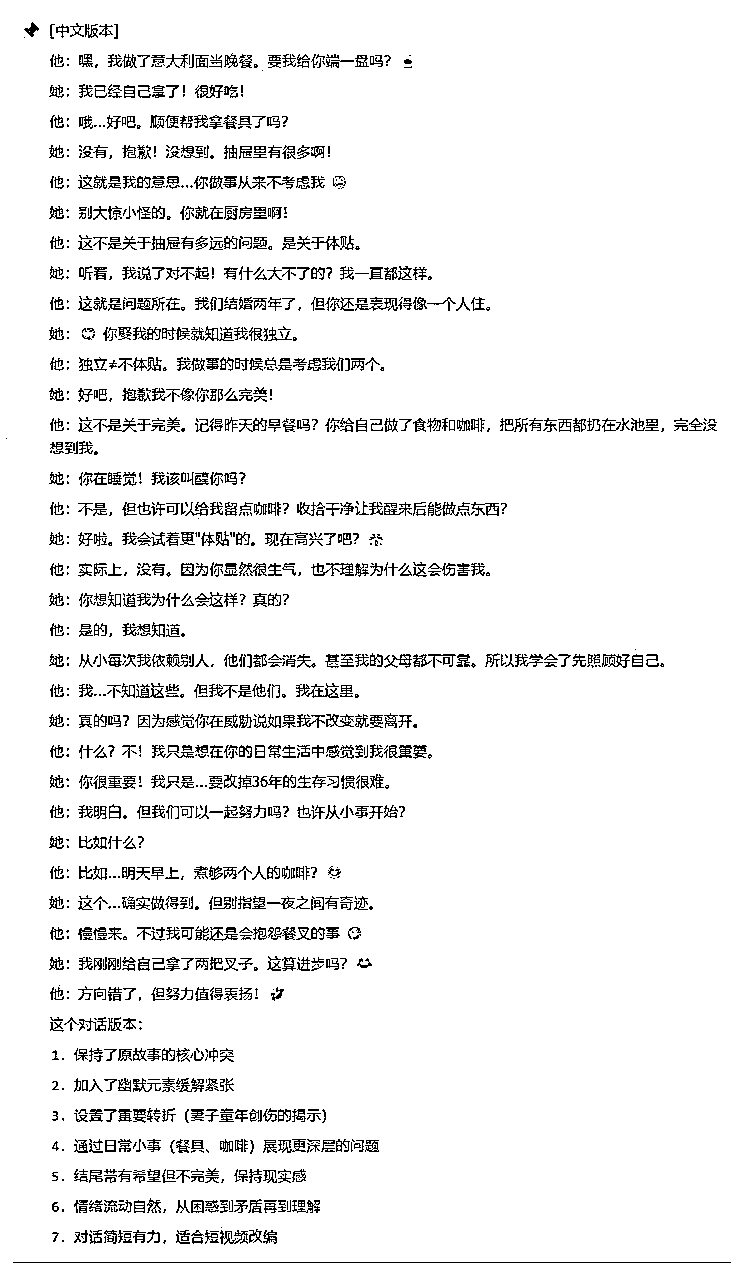 [中文版本]
他：嘿，我做了意大利面当晚餐。要我给你端一盘吗？
她：我已经自己拿了！很好吃！
他：哦...好吧。顺便帮我拿餐具了吗？
她：没有，抱歉！没想到。抽屉里有很多啊！
他：这就是我的意思...你做事从来不考虑我
她：别大惊小怪的。你就在厨房里啊！
他：这不是关于抽屉有多远的问题。是关于体贴。
她：听着，我说了对不起！有什么大不了的？我一直都这样。
他：这就是问题所在。我们结婚两年了，但你还是表现得像一个人住。
她：你娶我的时候就知道我很独立。
他：独立≠不体贴。我做事的时候总是考虑我们两个。
她：好吧，抱歉我不像你那么完美！
他：这不是关于完美。记得昨天的早餐吗？你给自己做了食物和咖啡，把所有东西都扔在水池里，完全没
想到我。
她：你在睡觉！我该叫醒你吗？
他：不是，但也许可以给我留点咖啡？收拾干净让我醒来后能做点东西？
她：好啦。我会试着更"体贴"的。现在高兴了吧？
他：实际上，没有。因为你显然很生气，也不理解为什么这会伤害我。
她：你想知道我为什么会这样？真的？
他：是的，我想知道。
她：从小每次我依赖别人，他们都会消失。甚至我的父母都不可靠。所以我学会了先照顾好自己。
他：我...不知道这些。但我不是他们。我在这里。
她：真的吗？因为感觉你在威胁说如果我不改变就要离开。
他：什么？不！我只是想在你的日常生活中感觉到我很重要。
她：你很重要！我只是...要改掉36年的生存习惯很难。
他：我明白。但我们可以一起努力吗？也许从小事开始？
她：比如什么？
他：比如...明天早上，煮够两个人的咖啡？
她：这个...确实做得到。但别指望一夜之间有奇迹。
他：慢慢来。不过我可能还是会抱怨餐叉的事
她：我刚刚给自己拿了两把叉子。这算进步吗？
他：方向错了，但努力值得表扬！
这个对话版本：
1. 保持了原故事的核心冲突
2. 加入了幽默元素缓解紧张
3. 设置了重要转折（妻子童年创伤的揭示）
4. 通过日常小事（餐具、咖啡）展现更深层的问题
5. 结尾带有希望但不完美，保持现实感
6. 情绪流动自然，从困惑到矛盾再到理解
7. 对话简短有力，适合短视频改编